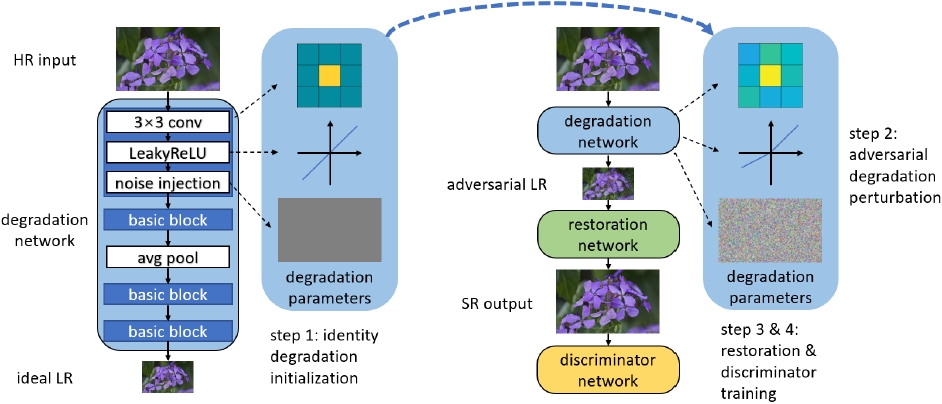 HR input
3×3 conv
LeakyReLU
noise injection
degradation
network
basic block
avg pool
basic block
basic block
ideal LR
degradation
parameters
step 1: identity
degradation
initialization
degradation
network
adversarial LR
restoration
network
SR output
discriminator
network
degradation
parameters
step 2:
adversarial
degradation
perturbation
step 3 & 4:
restoration &
discriminator
training